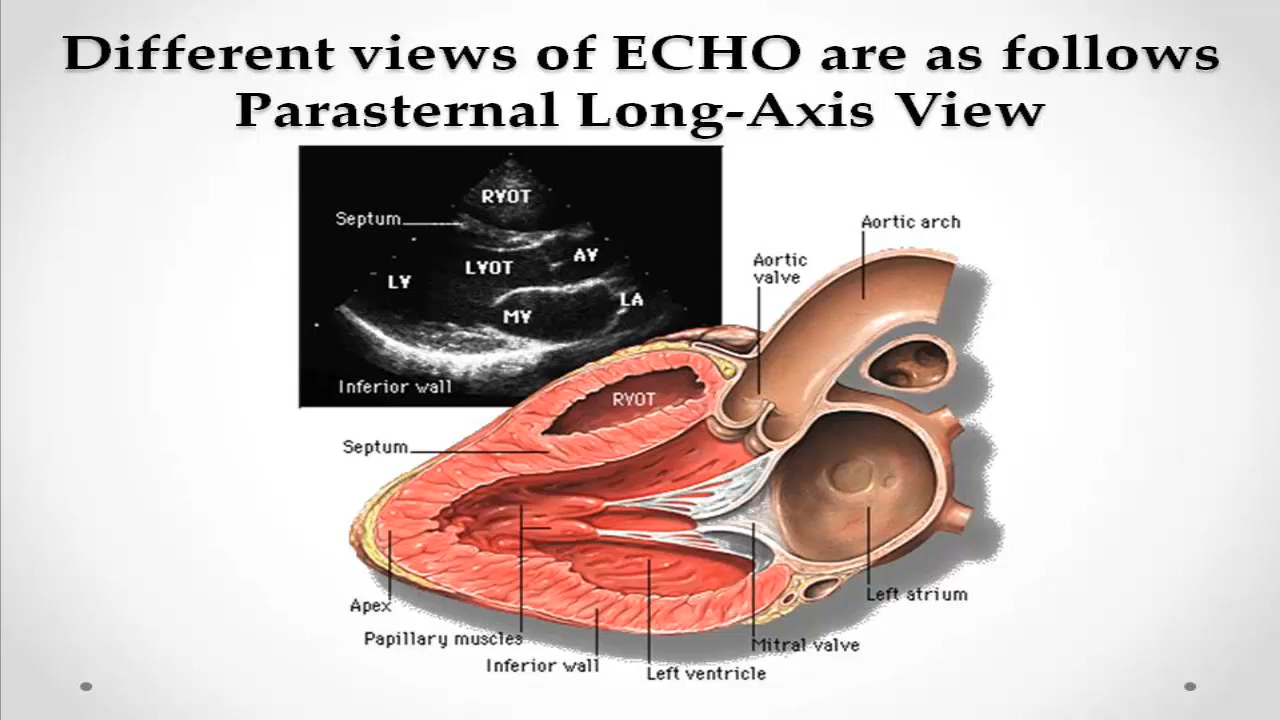 Different views of ECHO are as follows
Parasternal Long-Axis View
RVOT
Septum
AV
LVOT
LV
LA
MV
Inferior wall
Aortic arch
Aortic
valve
RVOT
Septum
Apex
Papillary muscles
Inferior wall
Left ventricle
Mitral valve
Left atrium